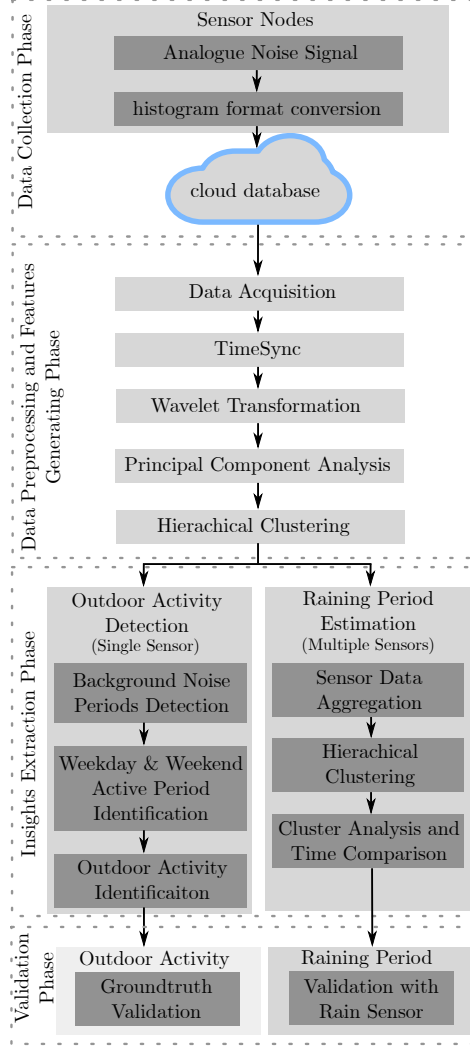 Data Collection Phase
Sensor Nodes
Analogue Noise Signal
histogram format conversion
cloud database
Data Preprocessing and Features
Generating Phase
Data Acquisition
TimeSync
Wavelet Transformation
Principal Component Analysis
Hierachical Clustering
Insights Extraction Phase
Outdoor Activity
Detection
(Single Sensor)
Background Noise
Periods Detection
Weekday & Weekend
Active Period
Identification
Outdoor Activity
Identificaiton
Raining Period
Estimation
(Multiple Sensors)
Sensor Data
Aggregation
Hierachical
Clustering
Cluster Analysis and
Time Comparison
Validation
Phase
Outdoor Activity
Groundtruth
Validation
Raining Period
Validation with
Rain Sensor